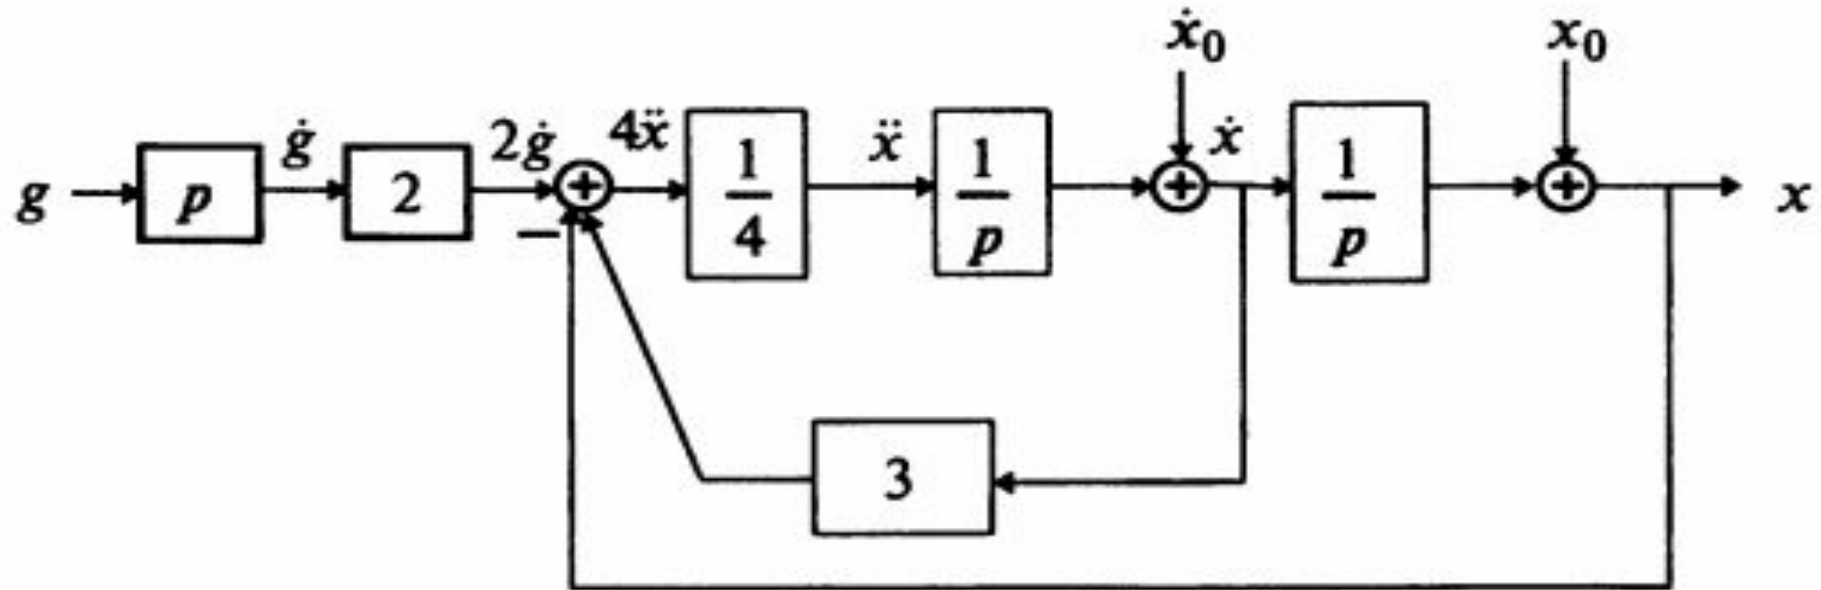 ẋ₀ x₀
g p ġ 2 2ġ + 4ẍ 1/4 ẍ 1/p + ẋ 1/p + x
−
3